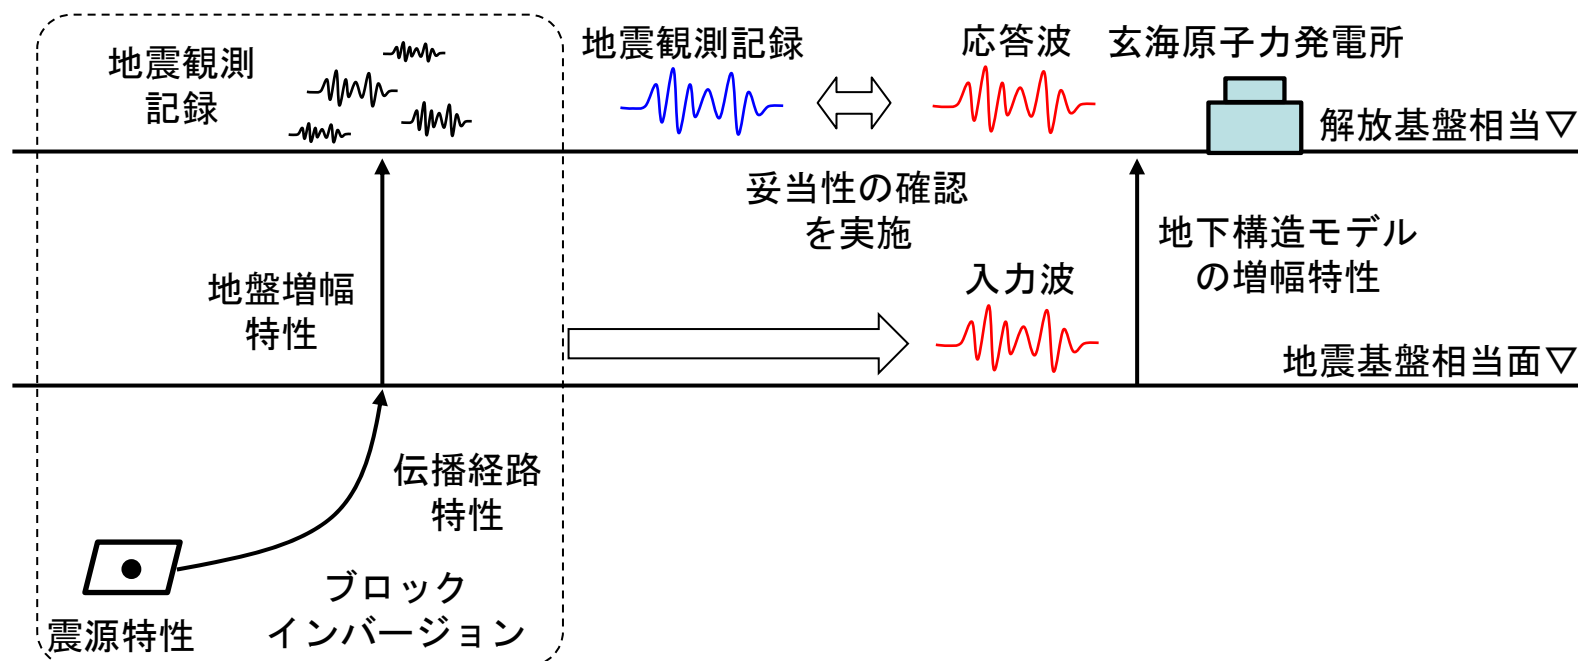 地震観測
記録
地震観測記録
応答波
玄海原子力発電所
解放基盤相当▽
妥当性の確認
を実施
地下構造モデル
の増幅特性
地盤増幅
特性
入力波
地震基盤相当面▽
伝播経路
特性
ブロック
インバージョン
震源特性